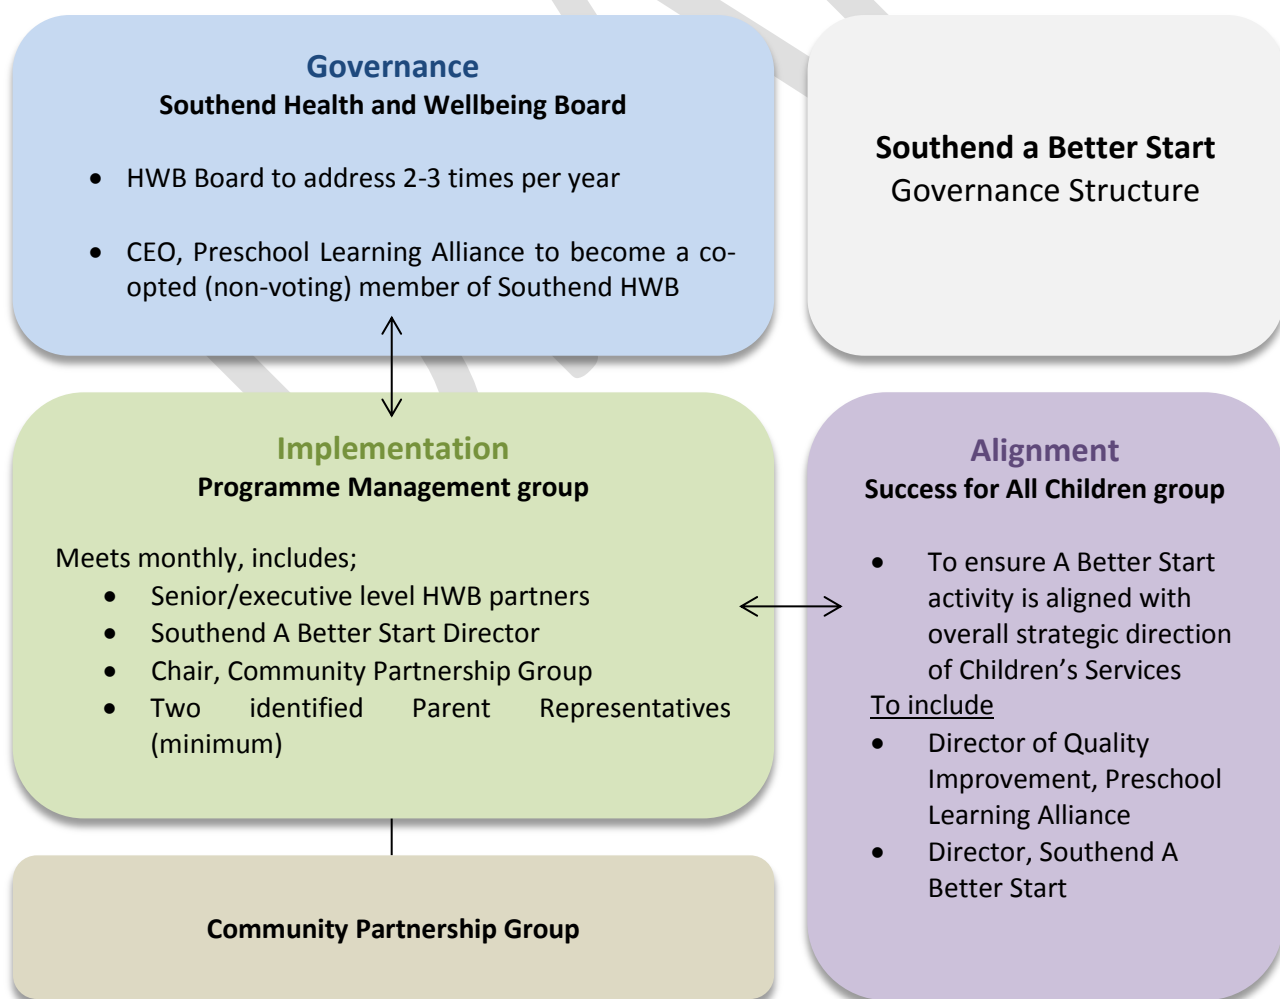 Governance
Southend Health and Wellbeing Board
• HWB Board to address 2-3 times per year
• CEO, Preschool Learning Alliance to become a co-
opted (non-voting) member of Southend HWB
Southend a Better Start
Governance Structure
Implementation
Programme Management group
Meets monthly, includes;
• Senior/executive level HWB partners
• Southend A Better Start Director
• Chair, Community Partnership Group
• Two identified Parent Representatives
(minimum)
Alignment
Success for All Children group
• To ensure A Better Start
activity is aligned with
overall strategic direction
of Children’s Services
To include
• Director of Quality
Improvement, Preschool
Learning Alliance
• Director, Southend A
Better Start
Community Partnership Group